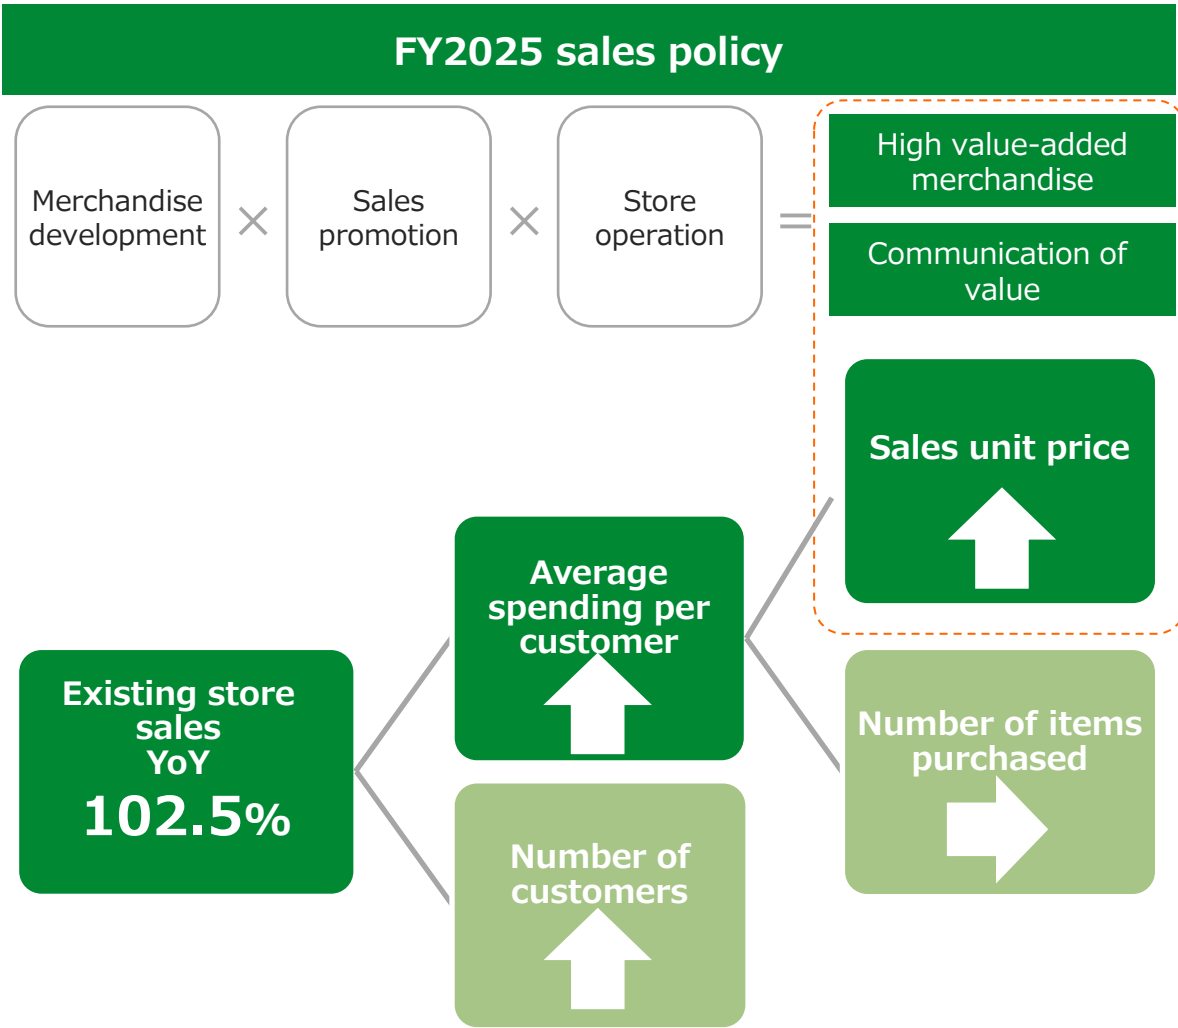 FY2025 sales policy
Merchandise
development
×
Sales
promotion
×
Store
operation
=
High value-added
merchandise
Communication of
value
Sales unit price
Average
spending per
customer
Existing store
sales
YoY
102.5%
Number of items
purchased
Number of
customers